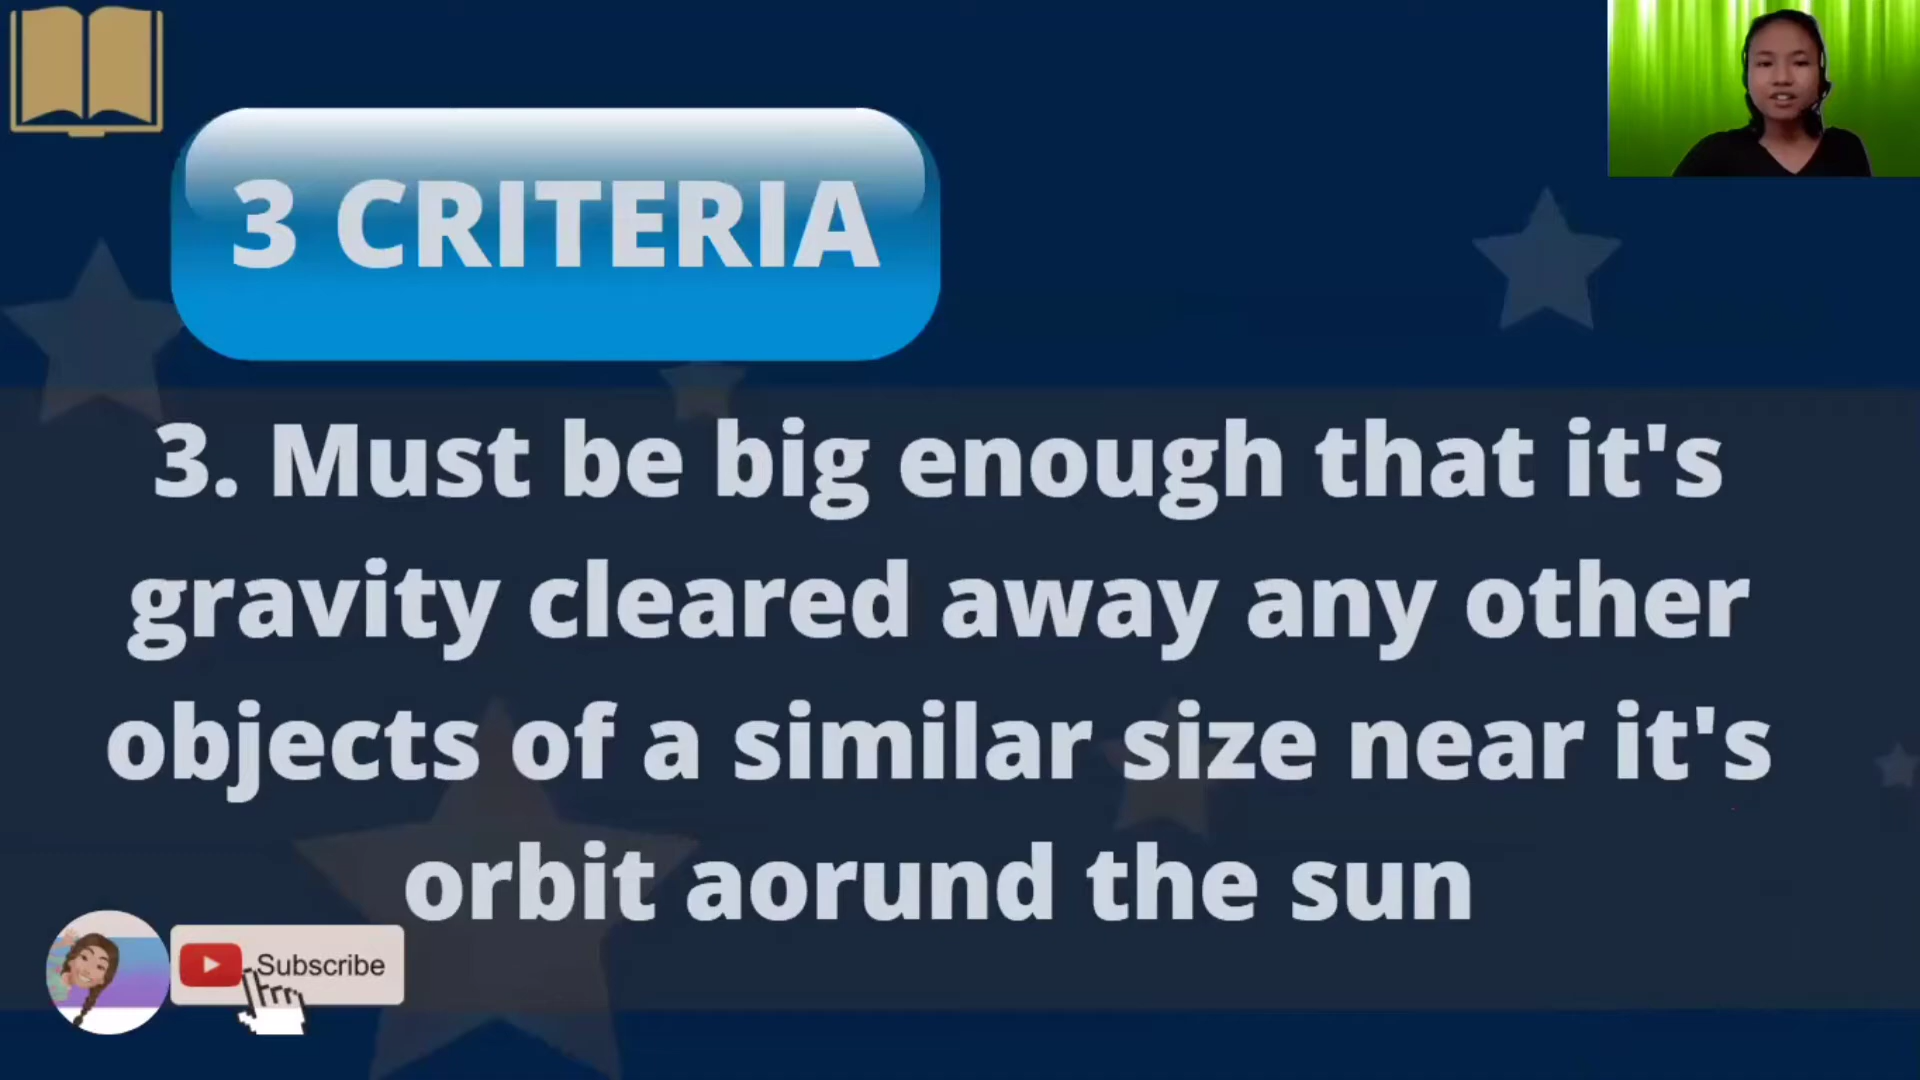 3 CRITERIA
3. Must be big enough that it's
gravity cleared away any other
objects of a similar size near it's
orbit aorund the sun
Subscribe